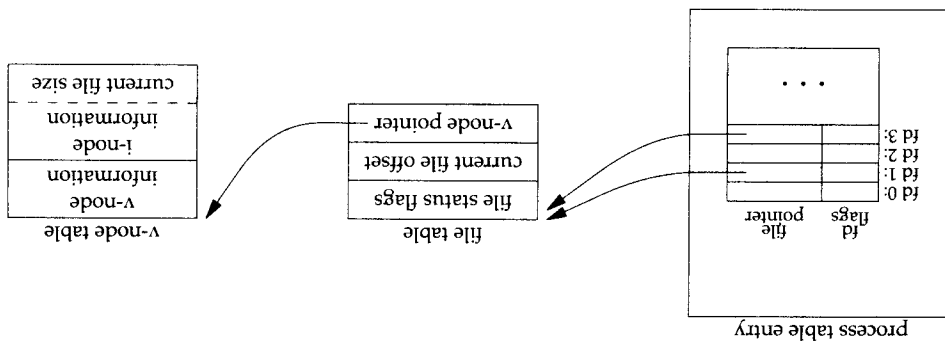 process table entry
fd
flags
file
pointer
fd 0:
fd 1:
fd 2:
fd 3:
. . .
file table
file status flags
current file offset
v-node pointer
v-node table
v-node
information
i-node
information
current file size